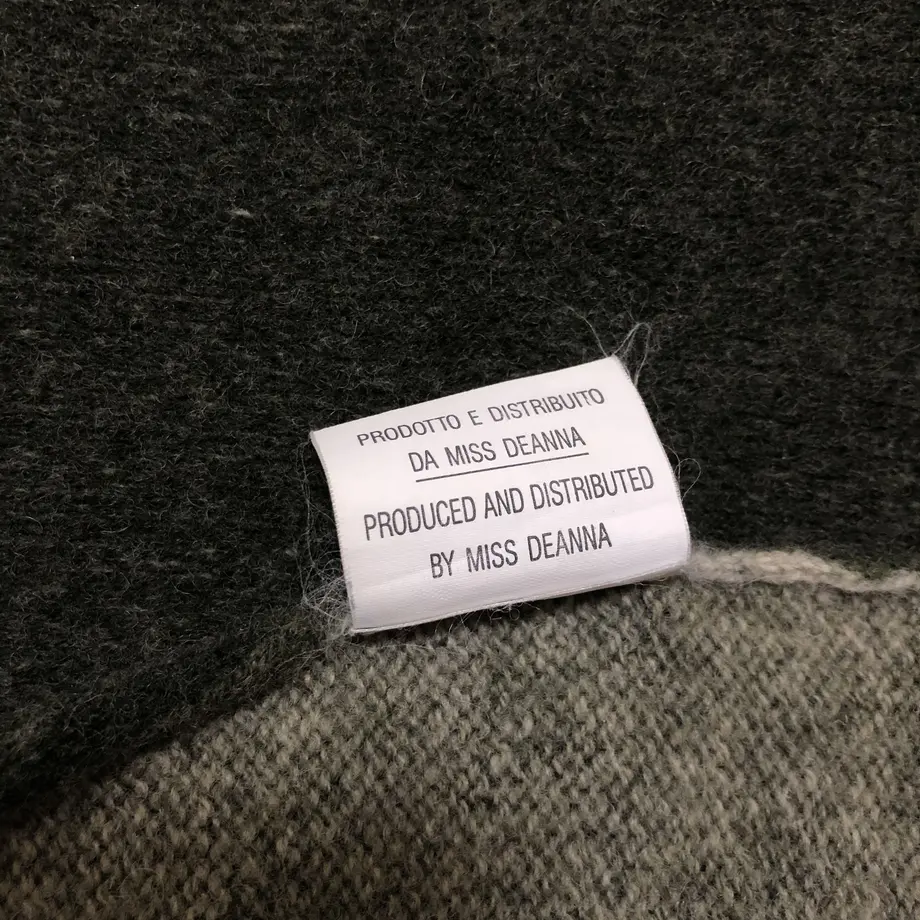 PRODOTTO E DISTRIBUITO
DA MISS DEANNA
PRODUCED AND DISTRIBUTED
BY MISS DEANNA